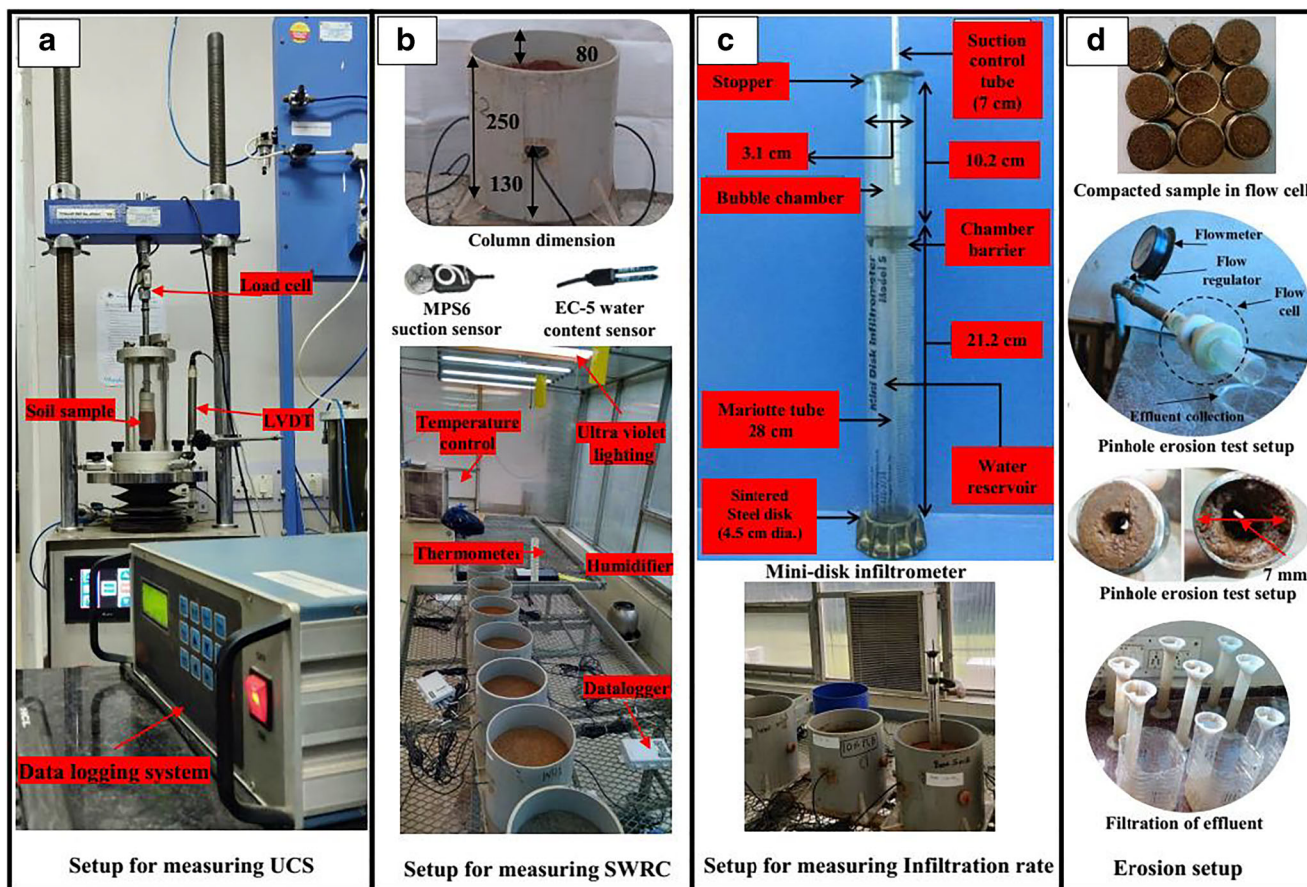 a
Load cell
Soil sample
LVDT
Data logging system
Setup for measuring UCS
b
80
250
130
Column dimension
MPS6
suction sensor
EC-5 water
content sensor
Temperature
control
Ultra violet
lighting
Thermometer
Humidifier
Datalogger
Setup for measuring SWRC
c
Suction
control
tube
(7 cm)
Stopper
3.1 cm
10.2 cm
Bubble chamber
Chamber
barrier
Mini Disk Infiltrometer
Model S
21.2 cm
Mariotte tube
28 cm
Water
reservoir
Sintered
Steel disk
(4.5 cm dia.)
Mini-disk infiltrometer
Setup for measuring Infiltration rate
d
Compacted sample in flow cell
Flowmeter
Flow
regulator
Flow
cell
Effluent collection
Pinhole erosion test setup
7 mm
Pinhole erosion test setup
Filtration of effluent
Erosion setup